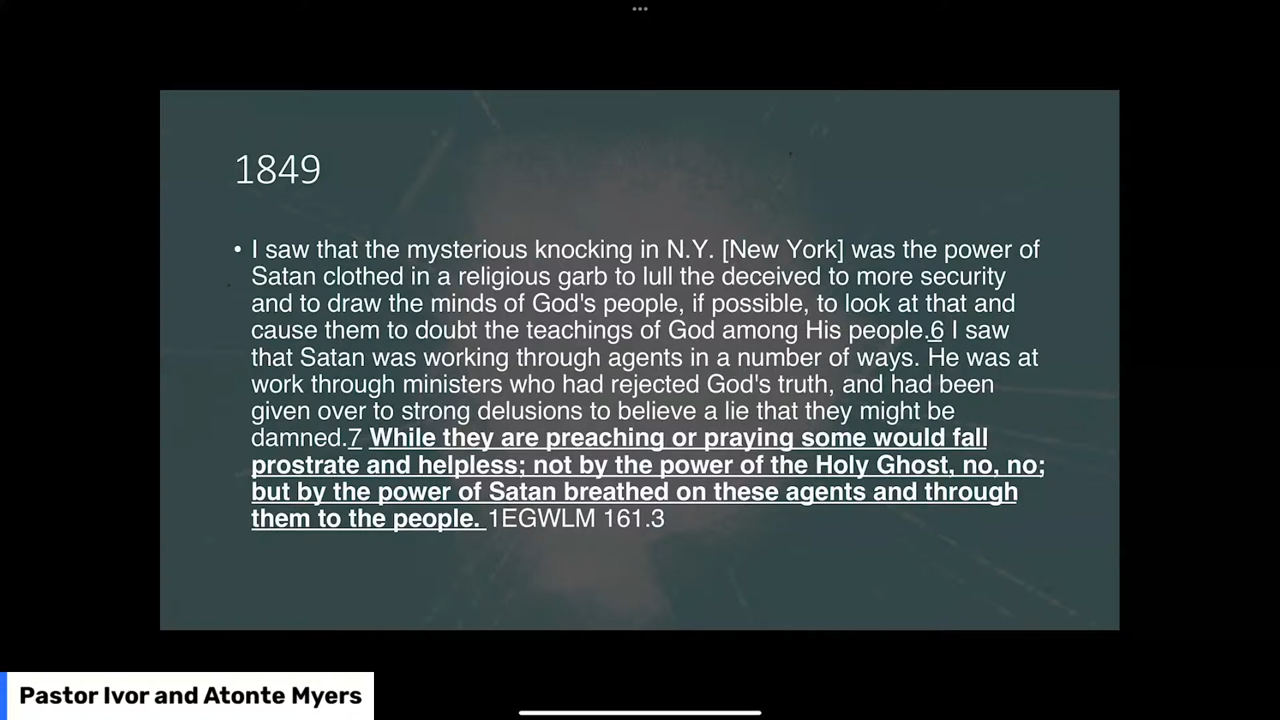 1849
• I saw that the mysterious knocking in N.Y. [New York] was the power of
Satan clothed in a religious garb to lull the deceived to more security
and to draw the minds of God's people, if possible, to look at that and
cause them to doubt the teachings of God among His people.6 I saw
that Satan was working through agents in a number of ways. He was at
work through ministers who had rejected God's truth, and had been
given over to strong delusions to believe a lie that they might be
damned.7 While they are preaching or praying some would fall
prostrate and helpless; not by the power of the Holy Ghost, no, no;
but by the power of Satan breathed on these agents and through
them to the people. 1EGWLM 161.3
Pastor Ivor and Atonte Myers